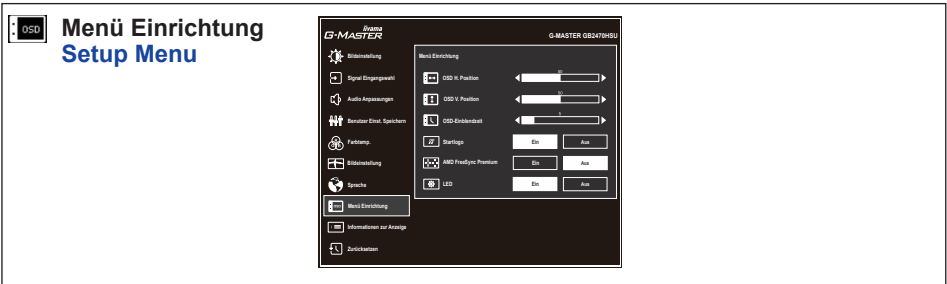 OSD
Menü Einrichtung
Setup Menu
iiyama
G-MASTER
G-MASTER GB2470HSU
Bildeinstellung
Signal Eingangswahl
Audio Anpassungen
Benutzer Einst. Speichern
Farbtemp.
Bildeinstellung
Sprache
OSD
Menü Einrichtung
Informationen zur Anzeige
Zurücksetzen
Menü Einrichtung
OSD H. Position
50
OSD V. Position
50
OSD-Einblendzeit
5
Startlogo
Ein
Aus
AMD FreeSync Premium
Ein
Aus
LED
Ein
Aus